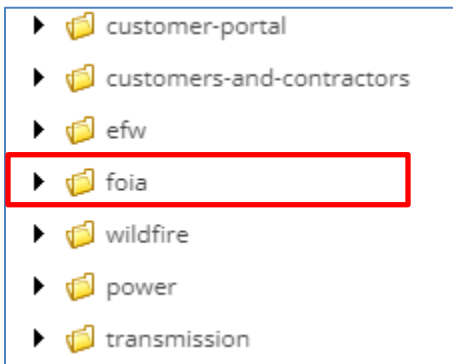 customer-portal
customers-and-contractors
efw
foia
wildfire
power
transmission